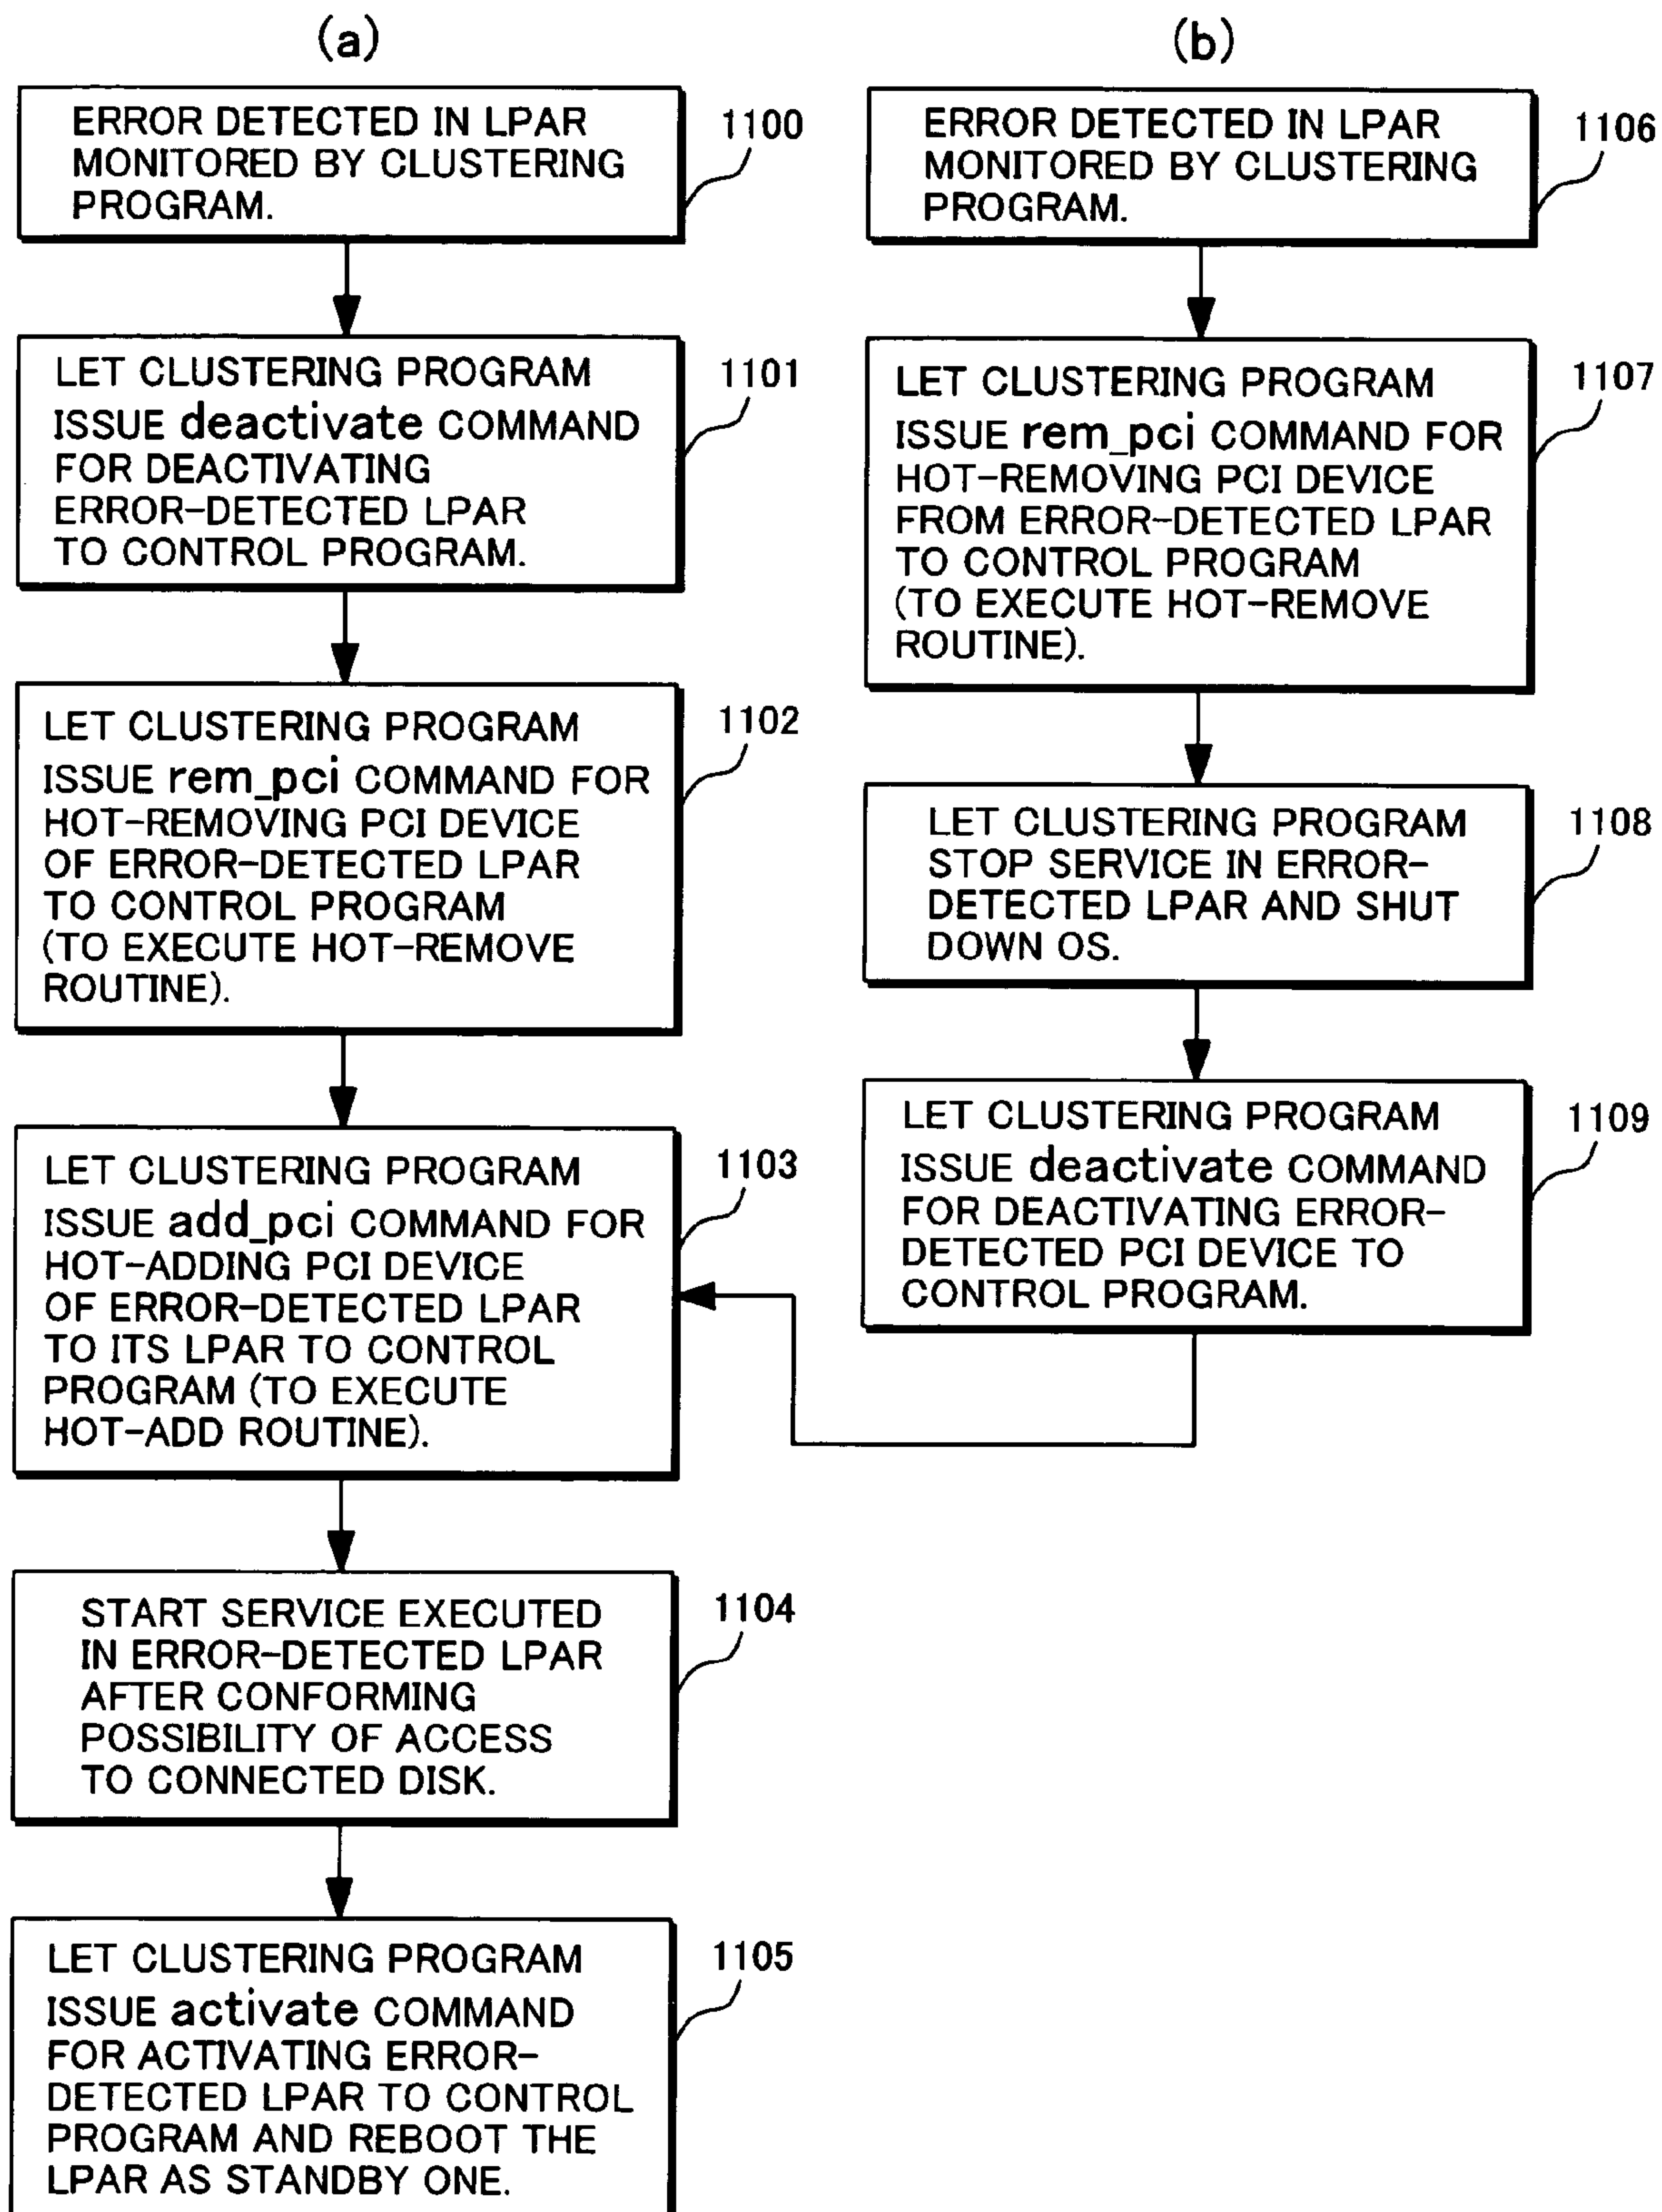 (a)
ERROR DETECTED IN LPAR
MONITORED BY CLUSTERING
PROGRAM.
1100
LET CLUSTERING PROGRAM
ISSUE deactivate COMMAND
FOR DEACTIVATING
ERROR-DETECTED LPAR
TO CONTROL PROGRAM.
1101
LET CLUSTERING PROGRAM
ISSUE rem_pci COMMAND FOR
HOT-REMOVING PCI DEVICE
OF ERROR-DETECTED LPAR
TO CONTROL PROGRAM
(TO EXECUTE HOT-REMOVE
ROUTINE).
1102
LET CLUSTERING PROGRAM
ISSUE add_pci COMMAND FOR
HOT-ADDING PCI DEVICE
OF ERROR-DETECTED LPAR
TO ITS LPAR TO CONTROL
PROGRAM (TO EXECUTE
HOT-ADD ROUTINE).
1103
START SERVICE EXECUTED
IN ERROR-DETECTED LPAR
AFTER CONFORMING
POSSIBILITY OF ACCESS
TO CONNECTED DISK.
1104
LET CLUSTERING PROGRAM
ISSUE activate COMMAND
FOR ACTIVATING ERROR-
DETECTED LPAR TO CONTROL
PROGRAM AND REBOOT THE
LPAR AS STANDBY ONE.
1105
(b)
ERROR DETECTED IN LPAR
MONITORED BY CLUSTERING
PROGRAM.
1106
LET CLUSTERING PROGRAM
ISSUE rem_pci COMMAND FOR
HOT-REMOVING PCI DEVICE
FROM ERROR-DETECTED LPAR
TO CONTROL PROGRAM
(TO EXECUTE HOT-REMOVE
ROUTINE).
1107
LET CLUSTERING PROGRAM
STOP SERVICE IN ERROR-
DETECTED LPAR AND SHUT
DOWN OS.
1108
LET CLUSTERING PROGRAM
ISSUE deactivate COMMAND
FOR DEACTIVATING ERROR-
DETECTED PCI DEVICE TO
CONTROL PROGRAM.
1109